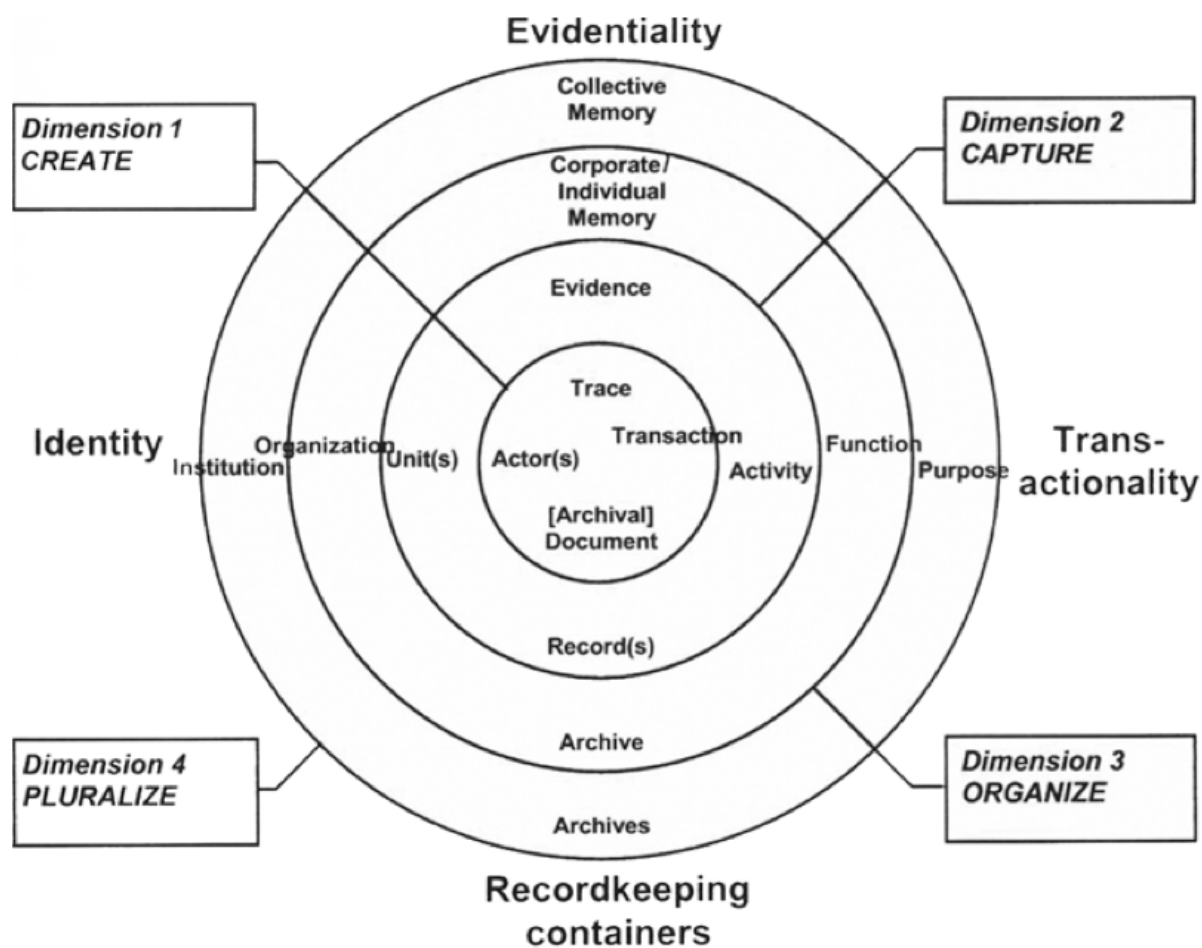 Evidentiality
Collective
Memory
Dimension 1
CREATE
Dimension 2
CAPTURE
Corporate/
Individual
Memory
Evidence
Trace
Identity
Institution
Organization
Unit(s)
Actor(s)
Transaction
Activity
Function
Purpose
Trans-
actionality
[Archival]
Document
Record(s)
Archive
Archives
Dimension 4
PLURALIZE
Dimension 3
ORGANIZE
Recordkeeping
containers